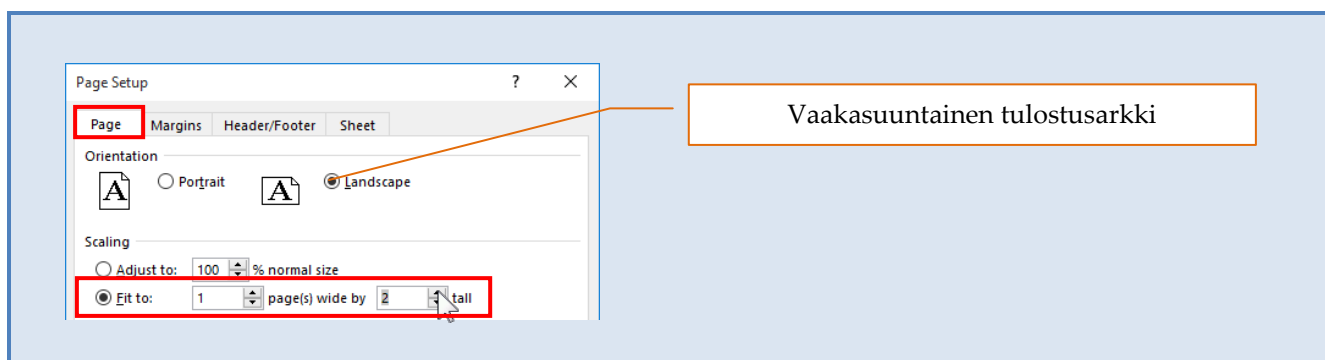 Page Setup ? ×
Vaakasuuntainen tulostusarkki
Page Margins Header/Footer Sheet
Orientation
A Portrait A Landscape
Scaling
Adjust to: 100 % normal size
Fit to: 1 page(s) wide by 2 tall